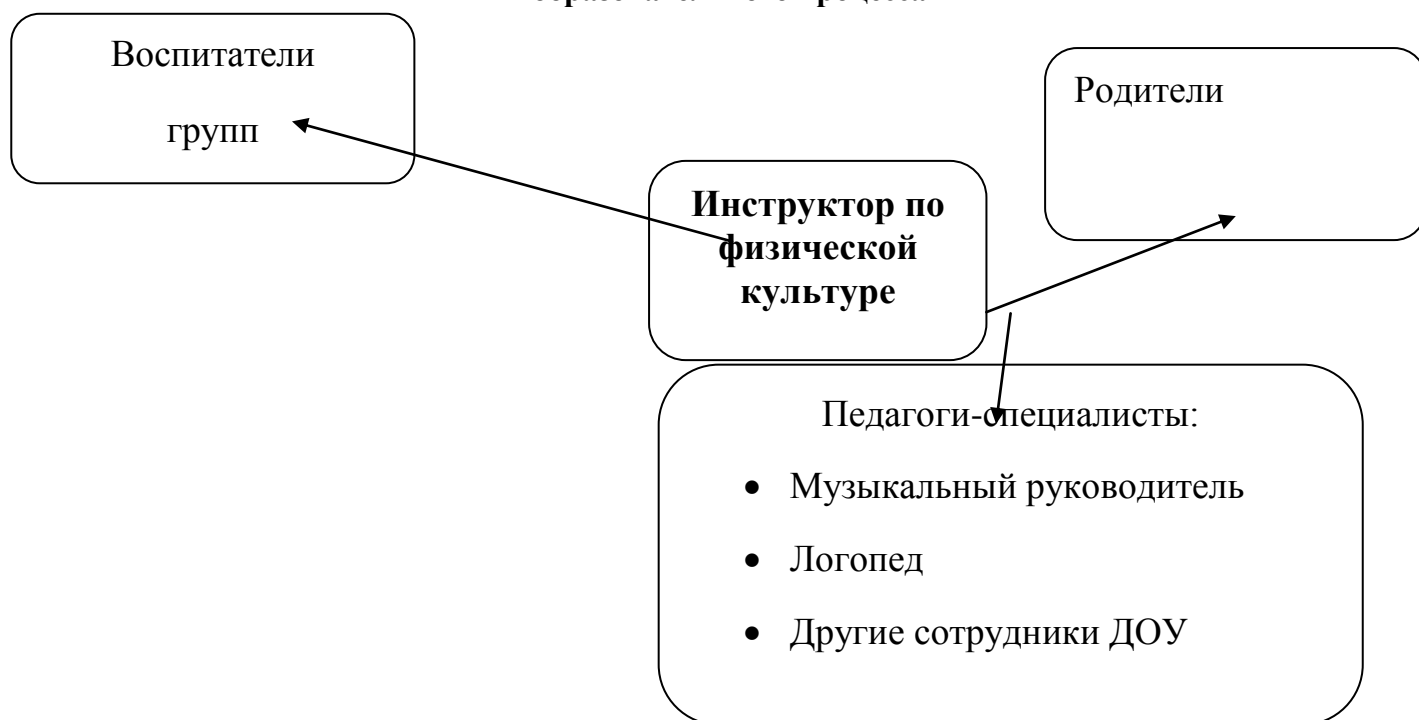 Воспитатели
групп
Родители
Инструктор по
физической
культуре
Педагоги-специалисты:
• Музыкальный руководитель
• Логопед
• Другие сотрудники ДОУ